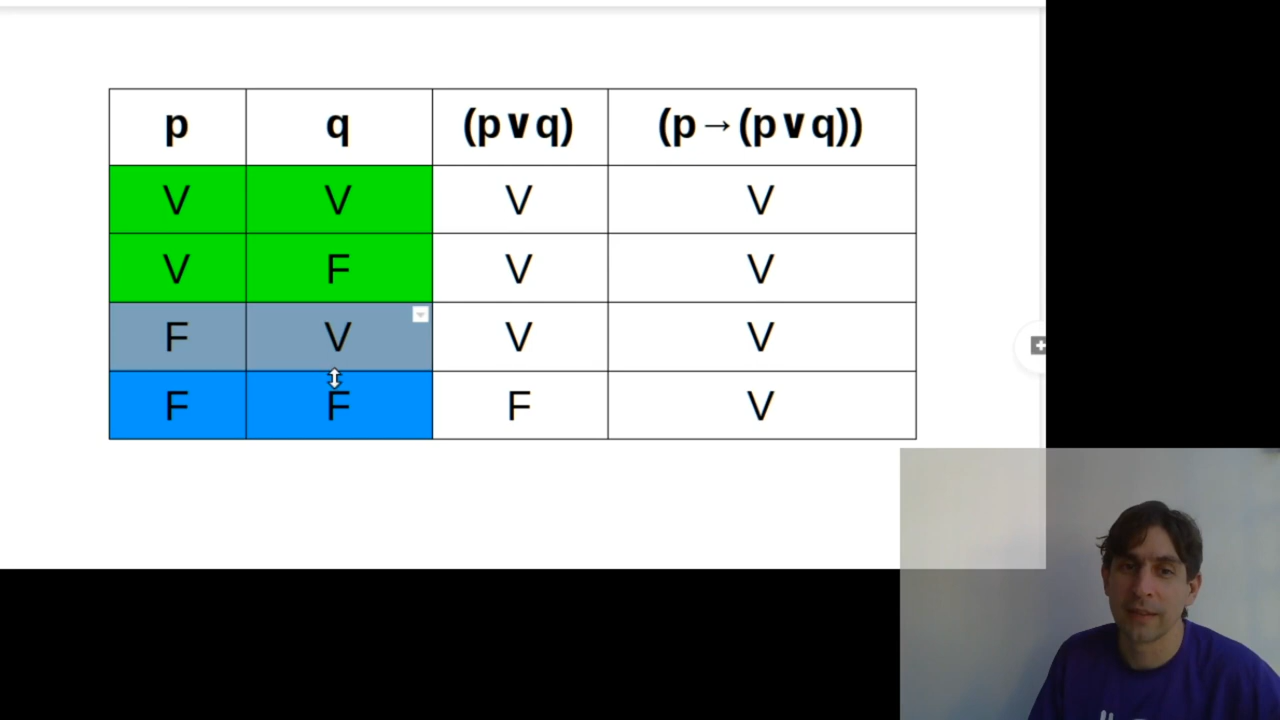 p q (p∨q) (p→(p∨q))
V V V V
V F V V
F V V V
F F F V